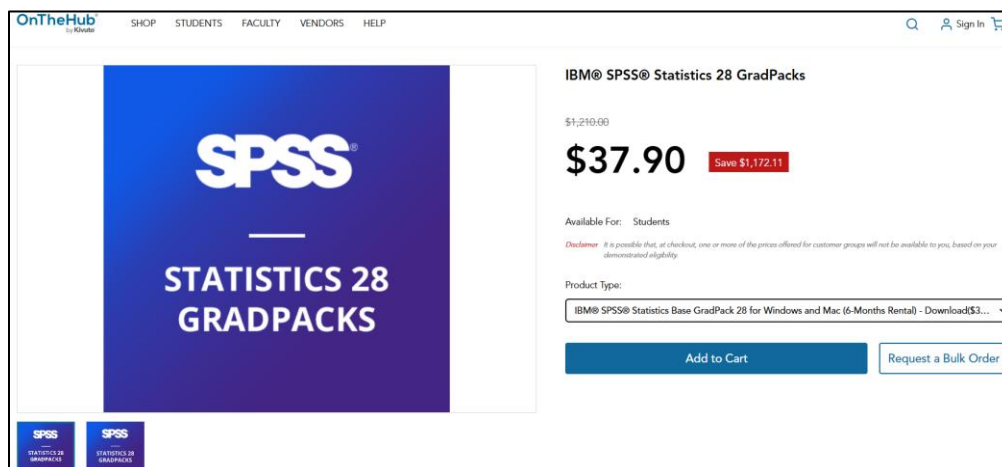 OnTheHub
by Kivuto
SHOP STUDENTS FACULTY VENDORS HELP
Sign In
SPSS®
STATISTICS 28
GRADPACKS
IBM® SPSS® Statistics 28 GradPacks
$1,210.00
$37.90 Save $1,172.11
Available For: Students
Disclaimer It is possible that, at checkout, one or more of the prices offered for customer groups will not be available to you, based on your
demonstrated eligibility.
Product Type:
IBM® SPSS® Statistics Base GradPack 28 for Windows and Mac (6-Months Rental) - Download($3...
Add to Cart
Request a Bulk Order
SPSS
STATISTICS 28
GRADPACKS
SPSS
STATISTICS 28
GRADPACKS